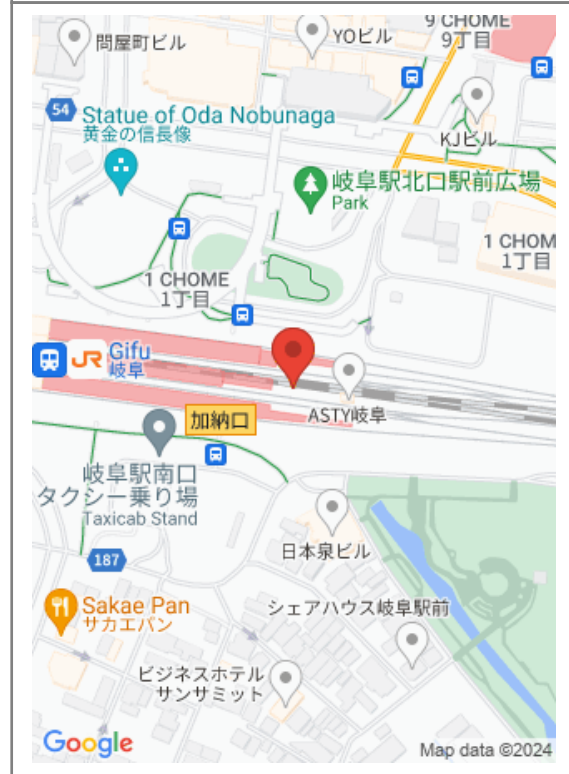 9 CHOME
9丁目
問屋町ビル
YOビル
54
Statue of Oda Nobunaga
黄金の信長像
KJビル
岐阜駅北口駅前広場
Park
1 CHOM
1丁目
1 CHOME
1丁目
JR
Gifu
岐阜
ASTY岐阜
加納口
岐阜駅南口
タクシー乗り場
Taxicab Stand
日本泉ビル
187
Sakae Pan
サカエパン
シェアハウス岐阜駅前
ビジネスホテル
サンサミット
Google
Map data ©2024